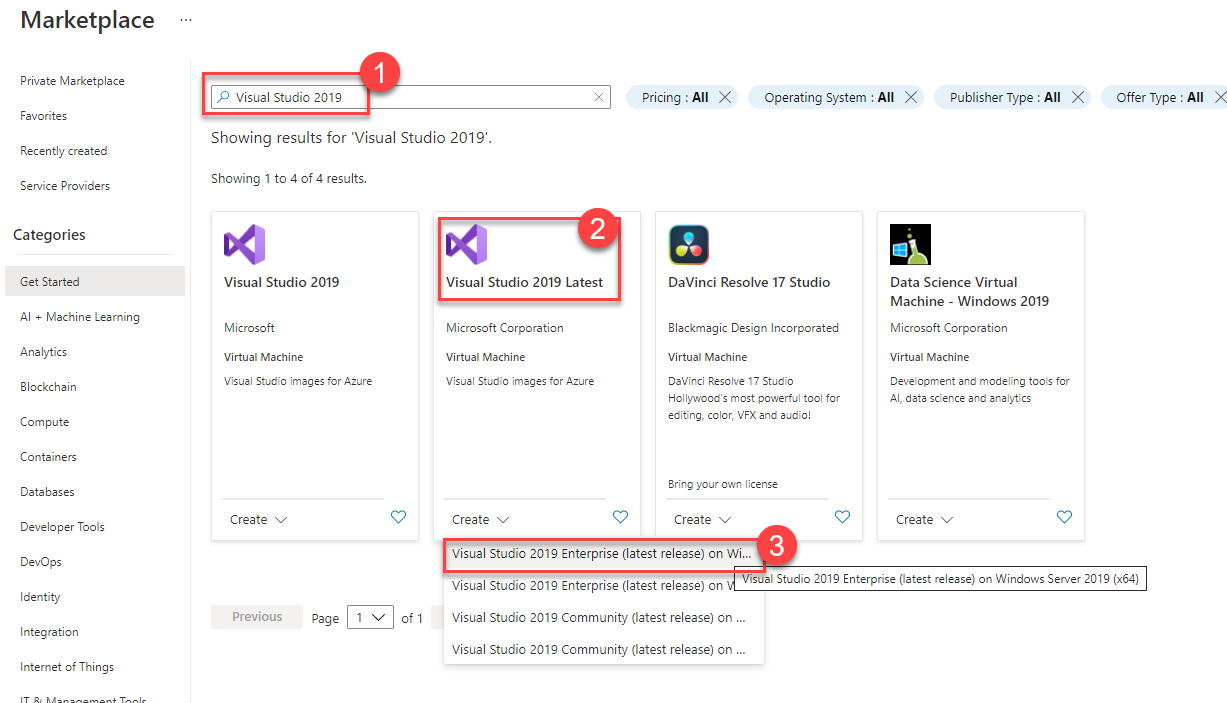 Marketplace ...
Private Marketplace
Favorites
Recently created
Service Providers
Categories
Get Started
AI + Machine Learning
Analytics
Blockchain
Compute
Containers
Databases
Developer Tools
DevOps
Identity
Integration
Internet of Things
IT & Management Tools
1
Visual Studio 2019
Pricing : All
Operating System : All
Publisher Type : All
Offer Type : All
Showing results for 'Visual Studio 2019'.
Showing 1 to 4 of 4 results.
Visual Studio 2019
Microsoft
Virtual Machine
Visual Studio images for Azure
Create
2
Visual Studio 2019 Latest
Microsoft Corporation
Virtual Machine
Visual Studio images for Azure
Create
DaVinci Resolve 17 Studio
Blackmagic Design Incorporated
Virtual Machine
DaVinci Resolve 17 Studio
Hollywood's most powerful tool for
editing, color, VFX and audio!
Bring your own license
Create
Data Science Virtual
Machine - Windows 2019
Microsoft Corporation
Virtual Machine
Development and modeling tools for
AI, data science and analytics
Create
3
Visual Studio 2019 Enterprise (latest release) on Wi...
Visual Studio 2019 Enterprise (latest release) on Windows Server 2019 (x64)
Visual Studio 2019 Enterprise (latest release) on W
Visual Studio 2019 Community (latest release) on ...
Visual Studio 2019 Community (latest release) on ...
Previous
Page 1 of 1